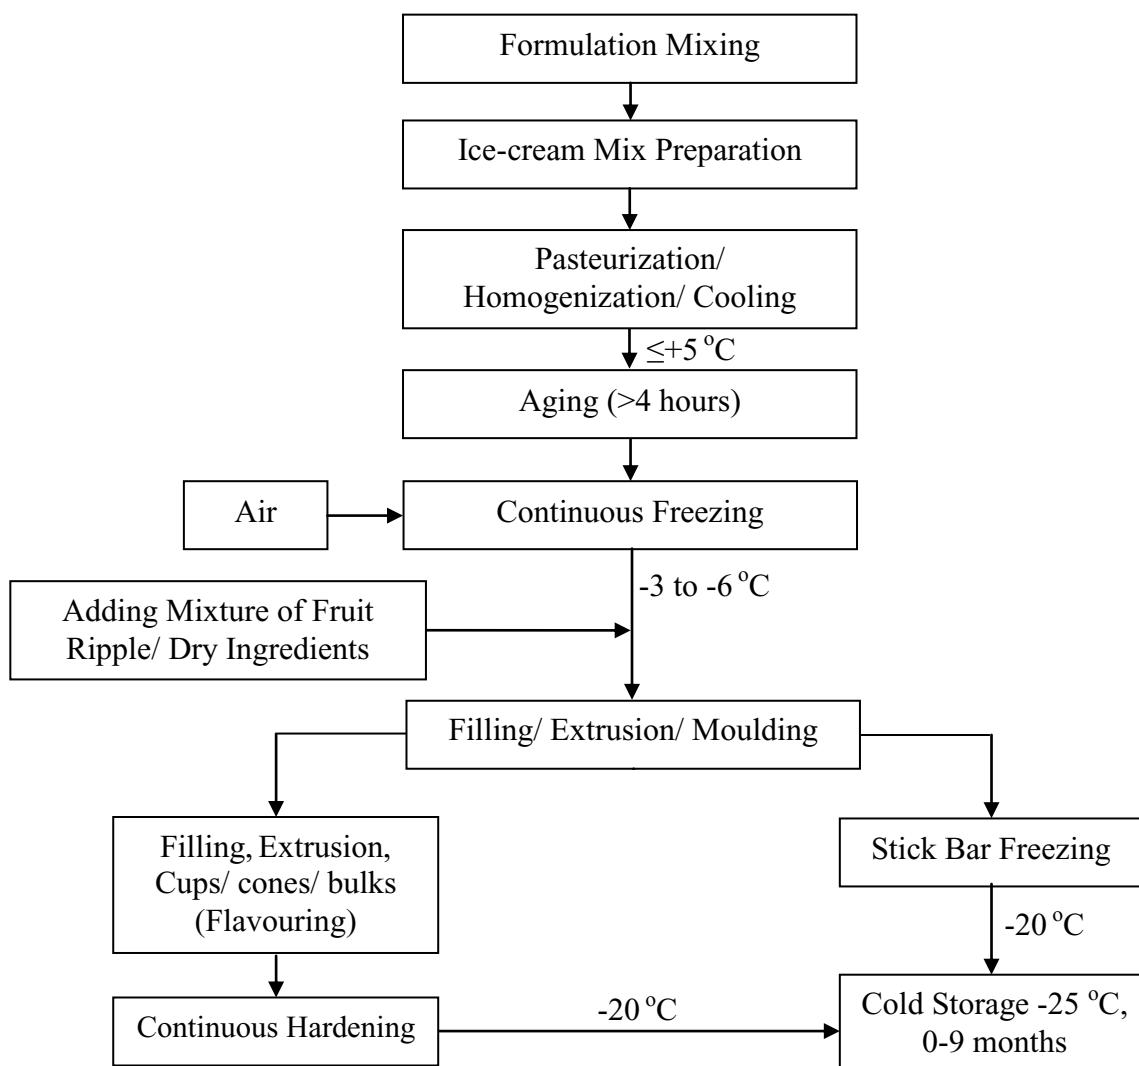 Formulation Mixing
Ice-cream Mix Preparation
Pasteurization/
Homogenization/ Cooling
≤+5 °C
Aging (>4 hours)
Air
Continuous Freezing
-3 to -6 °C
Adding Mixture of Fruit
Ripple/ Dry Ingredients
Filling/ Extrusion/ Moulding
Filling, Extrusion,
Cups/ cones/ bulks
(Flavouring)
Stick Bar Freezing
-20 °C
Continuous Hardening
-20 °C
Cold Storage -25 °C,
0-9 months